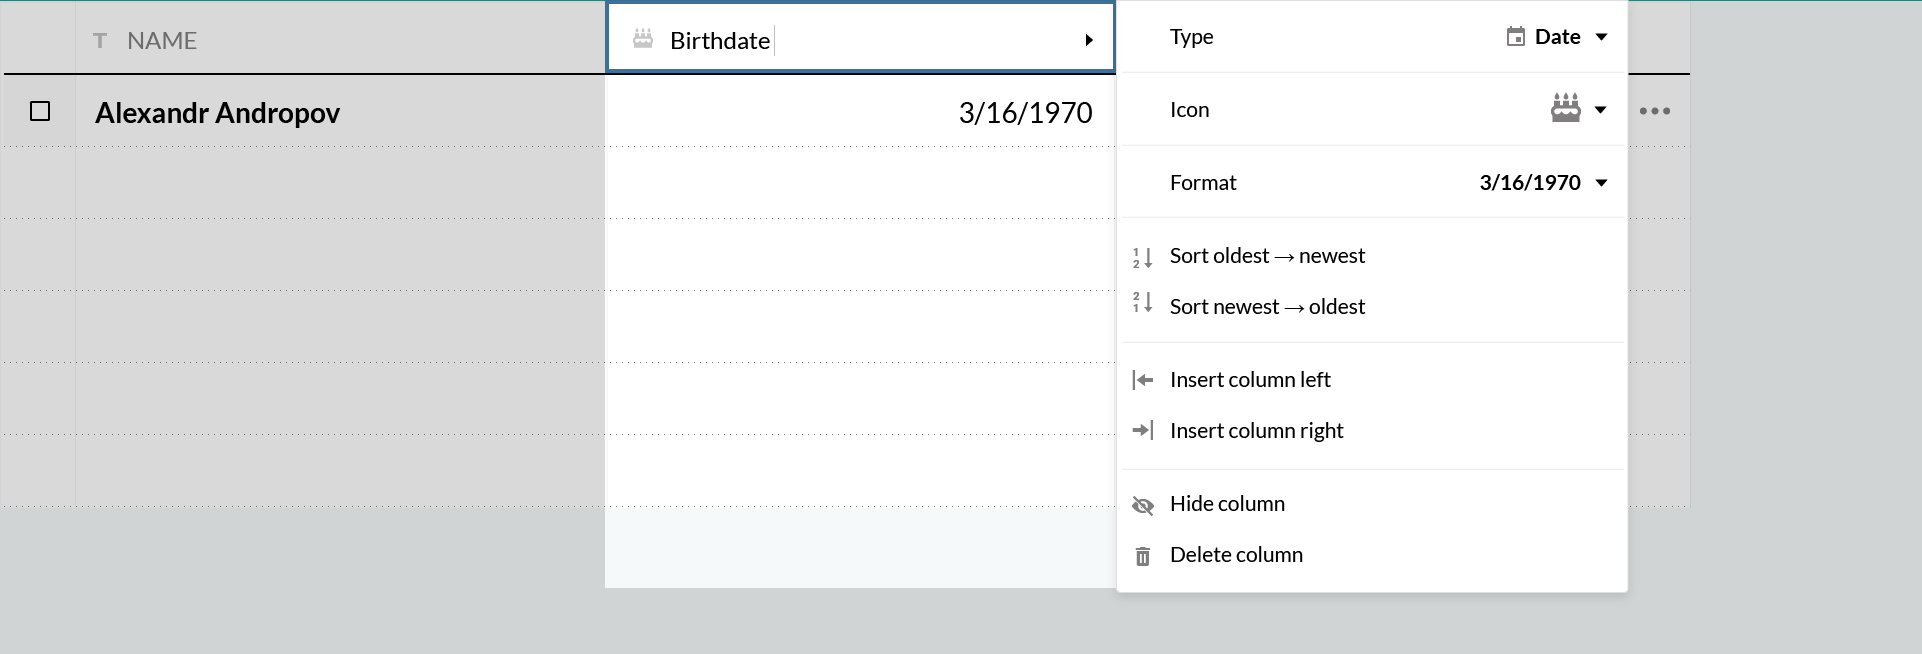 NAME
Birthdate
Alexandr Andropov
3/16/1970
Type
Date
Icon
Format
3/16/1970
Sort oldest → newest
Sort newest → oldest
Insert column left
Insert column right
Hide column
Delete column